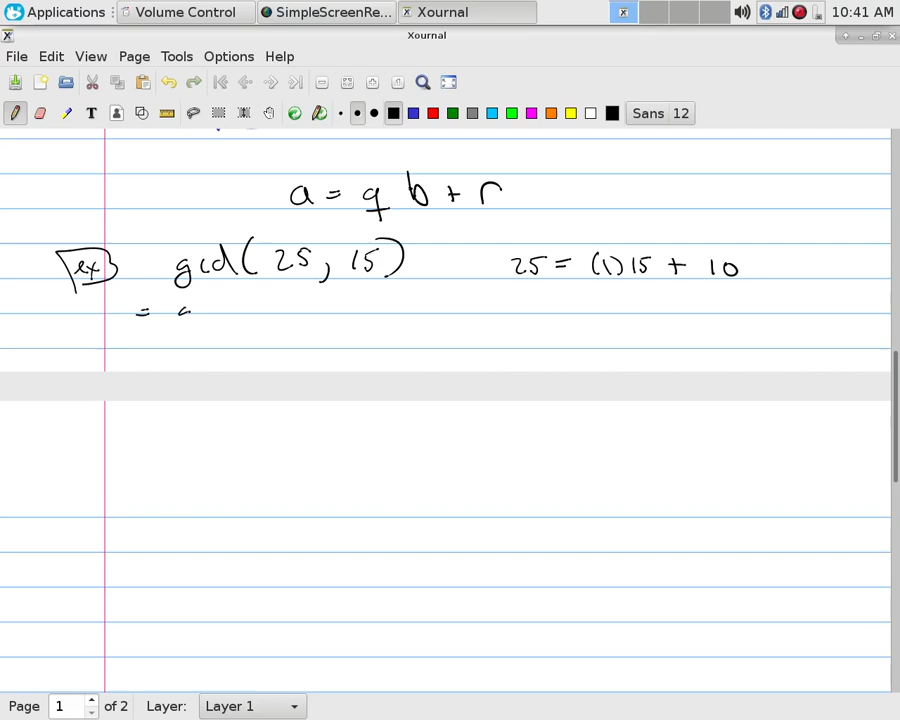 Applications Volume Control SimpleScreenRe... Xournal 10:41 AM
Xournal
File Edit View Page Tools Options Help
T Sans 12
a = q b + r
ex gcd( 25, 15) 25 = (1) 15 + 10
=
Page 1 of 2 Layer: Layer 1